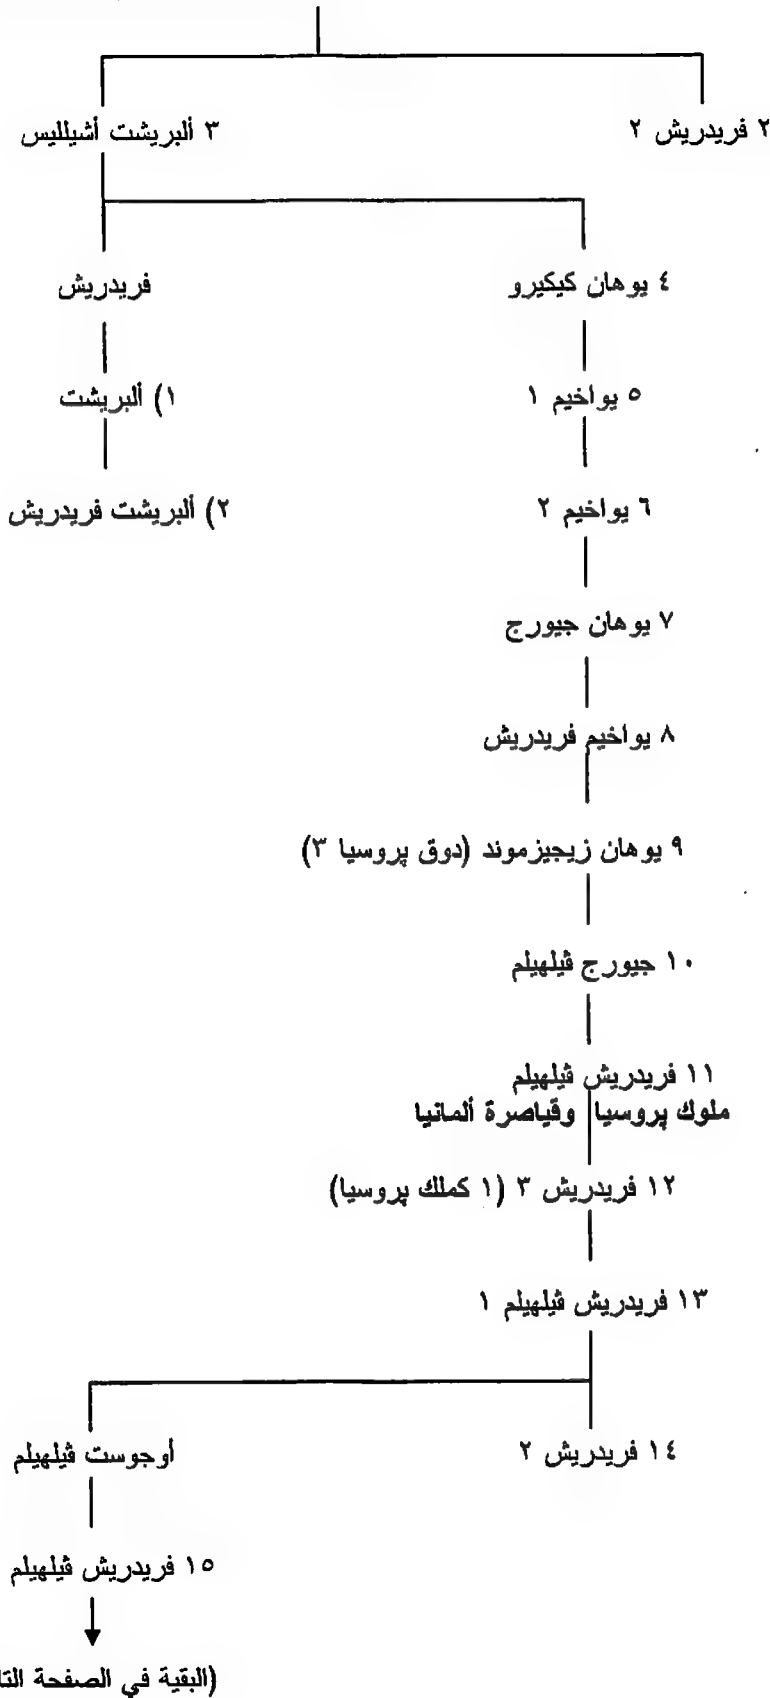 ٢ فريدريش ٢
٣ ألبريشت أشيلليس
٤ يوهان كيكيرو
فريدريش
٥ يواخيم ١
١) ألبريشت
٦ يواخيم ٢
٢) ألبريشت فريدريش
٧ يوهان جيورج
٨ يواخيم فريدريش
٩ يوهان زيجيزموند (دوق پروسيا ٣)
١٠ جيورج ڤيلهيلم
١١ فريدريش ڤيلهيلم
ملوك پروسيا وقياصرة ألمانيا
١٢ فريدريش ٣ (١ كملك پروسيا)
١٣ فريدريش ڤيلهيلم ١
١٤ فريدريش ٢
أوجوست ڤيلهيلم
١٥ فريدريش ڤيلهيلم
(البقية في الصفحة